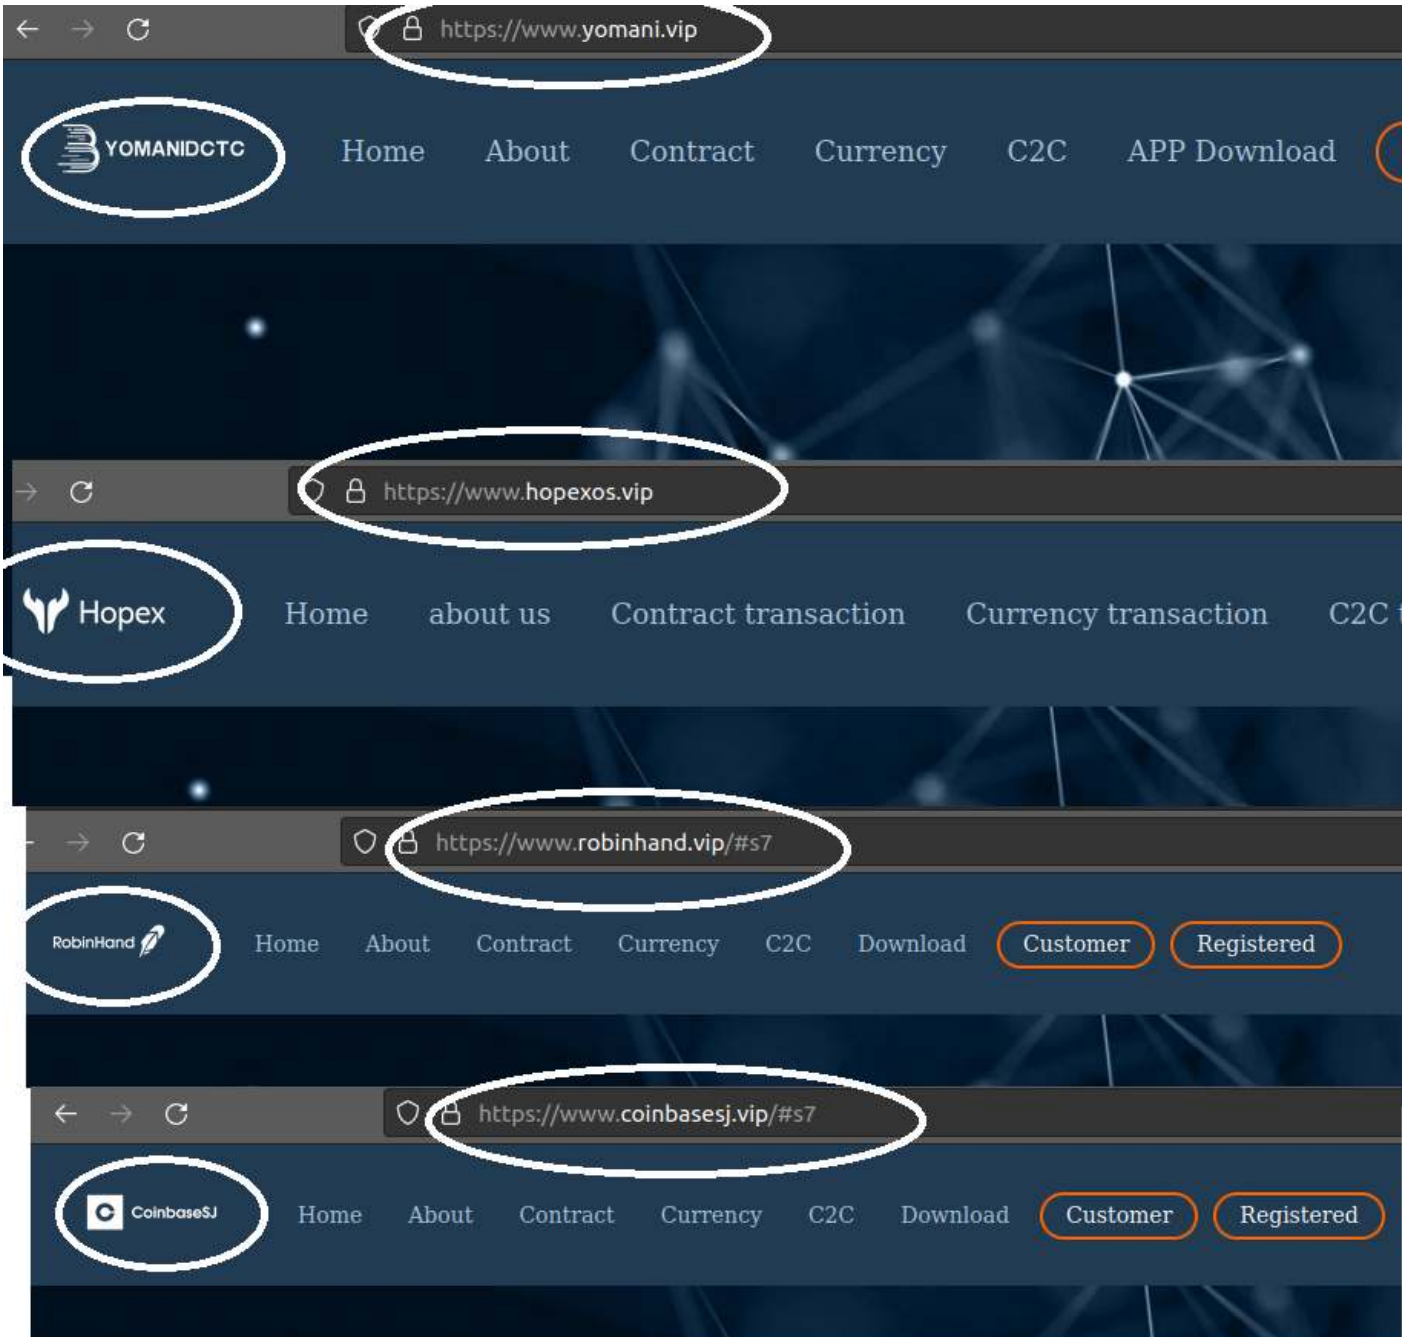 https://www.yomani.vip
YOMANIDCTC Home About Contract Currency C2C APP Download
https://www.hopexos.vip
Hopex Home about us Contract transaction Currency transaction C2C t
https://www.robinhand.vip/#s7
RobinHand Home About Contract Currency C2C Download Customer Registered
https://www.coinbasesj.vip/#s7
CoinbaseSJ Home About Contract Currency C2C Download Customer Registered